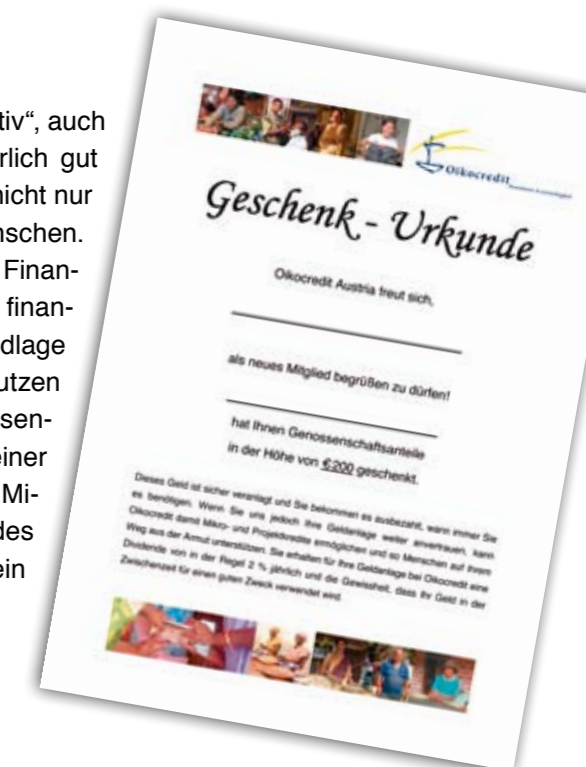 tiv“, auch
rlich gut
nicht nur
nschen.
Finan-
finan-
dlage
utzen
sen-
einer
Mi-
des
ein
Oikocredit
Geschenk - Urkunde
Oikocredit Austria freut sich,
als neues Mitglied begrüßen zu dürfen!
hat Ihnen Genossenschaftsanteile
in der Höhe von € 200 geschenkt.
Dieses Geld ist sicher veranlagt und Sie bekommen es ausbezahlt, wann immer Sie
es benötigen. Wenn Sie uns jedoch Ihre Geldanlage weiter anvertrauen, kann
Oikocredit damit Mikro- und Projektkredite ermöglichen und so Menschen auf ihrem
Weg aus der Armut unterstützen. Sie erhalten für Ihre Geldanlage bei Oikocredit eine
Dividende von in der Regel 2 % jährlich und die Gewissheit, dass Ihr Geld in der
Zwischenzeit für einen guten Zweck verwendet wird.